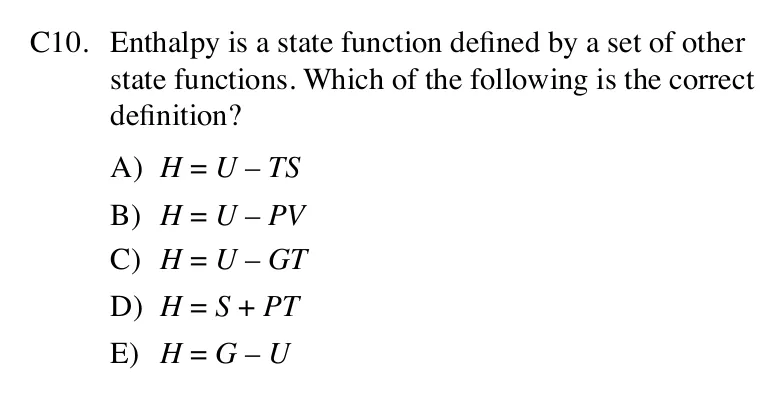 C10. Enthalpy is a state function defined by a set of other
state functions. Which of the following is the correct
definition?
A) H = U – TS
B) H = U – PV
C) H = U – GT
D) H = S + PT
E) H = G – U